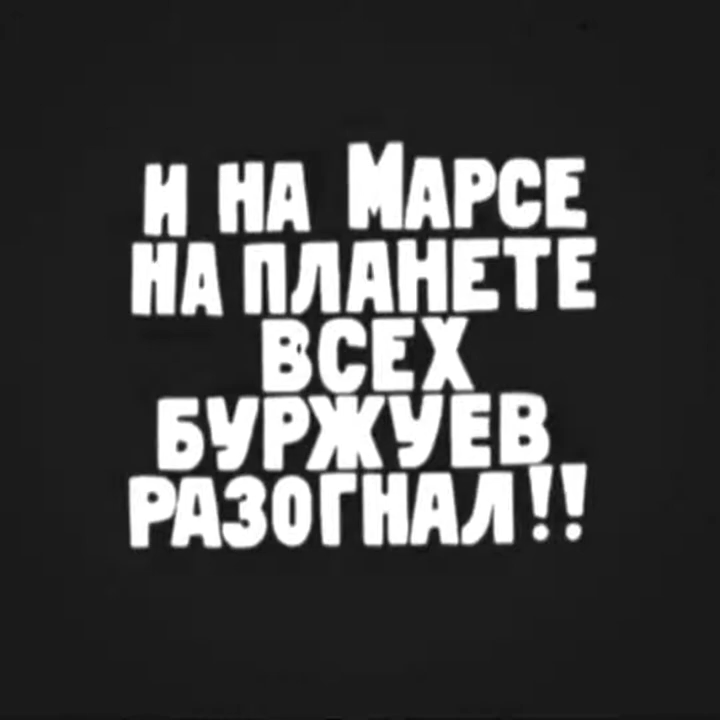 и на Марсе
на планете
всех
буржуев
разогнал!!